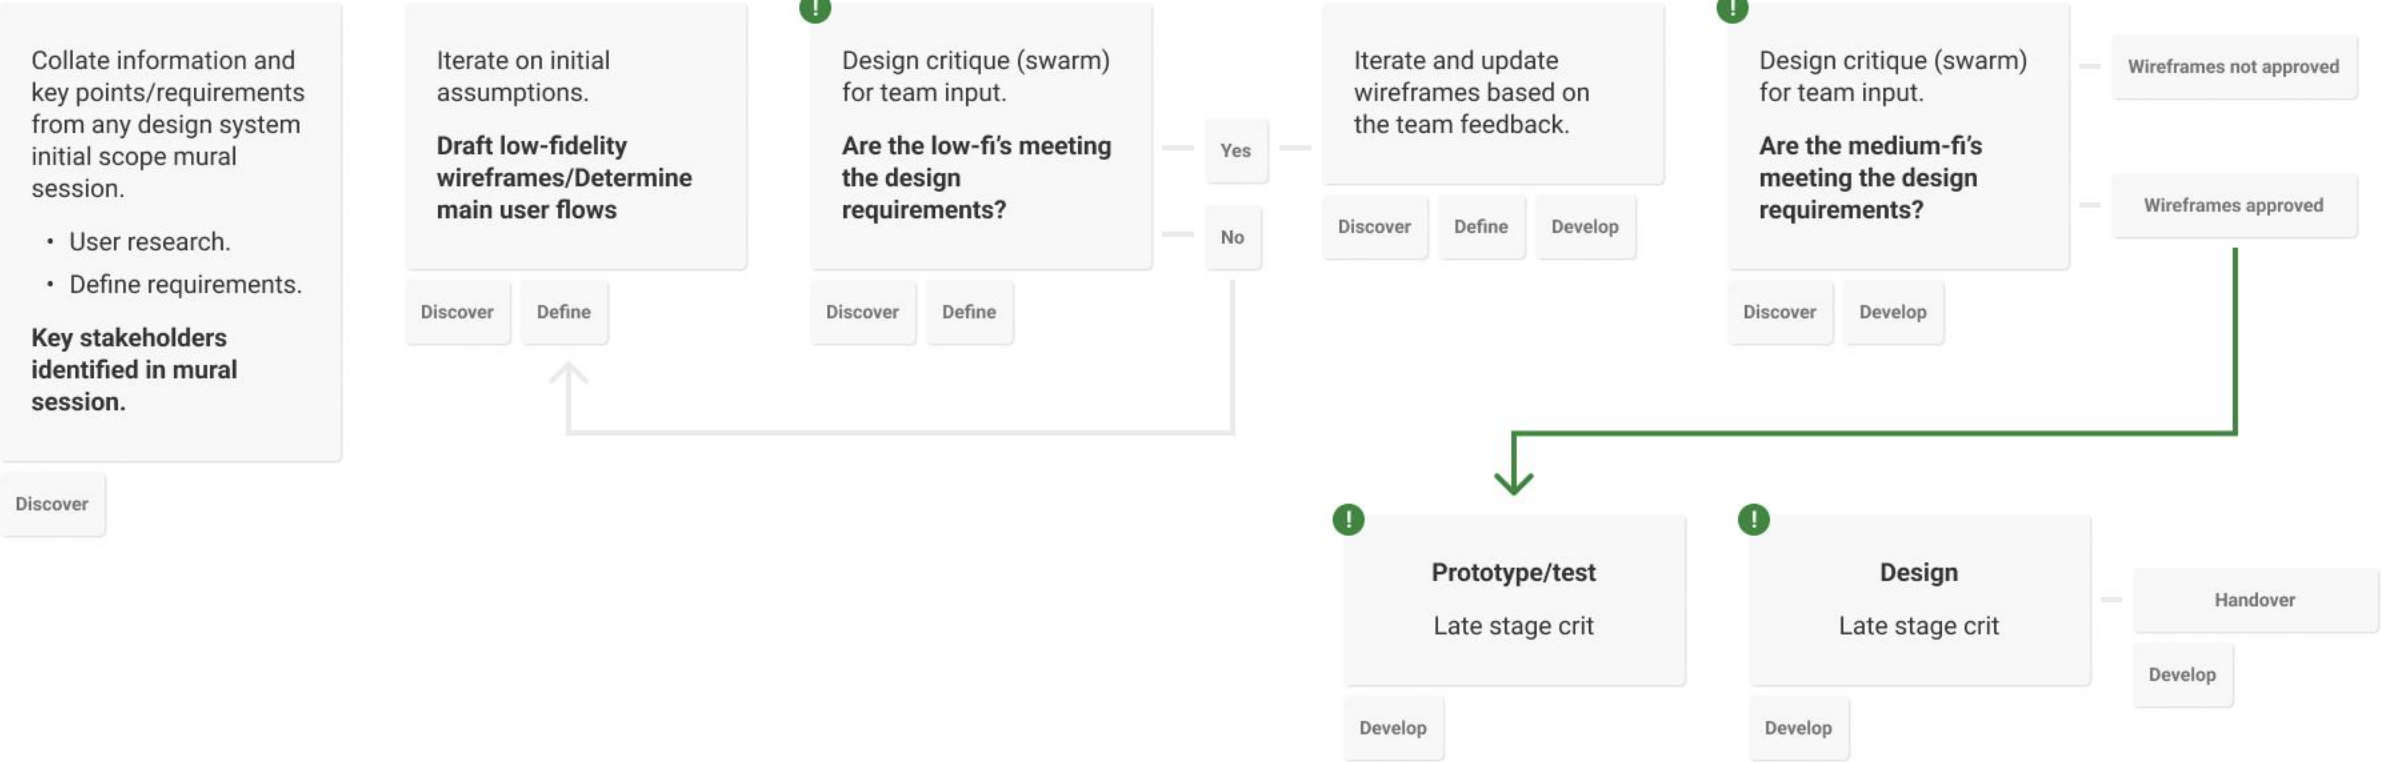 Collate information and
key points/requirements
from any design system
initial scope mural
session.
• User research.
• Define requirements.
Key stakeholders
identified in mural
session.
Discover
Iterate on initial
assumptions.
Draft low-fidelity
wireframes/Determine
main user flows
Discover
Define
!
Design critique (swarm)
for team input.
Are the low-fi’s meeting
the design
requirements?
Discover
Define
Yes
No
Iterate and update
wireframes based on
the team feedback.
Discover
Define
Develop
!
Design critique (swarm)
for team input.
Are the medium-fi’s
meeting the design
requirements?
Discover
Develop
Wireframes not approved
Wireframes approved
!
Prototype/test
Late stage crit
Develop
!
Design
Late stage crit
Develop
Handover
Develop